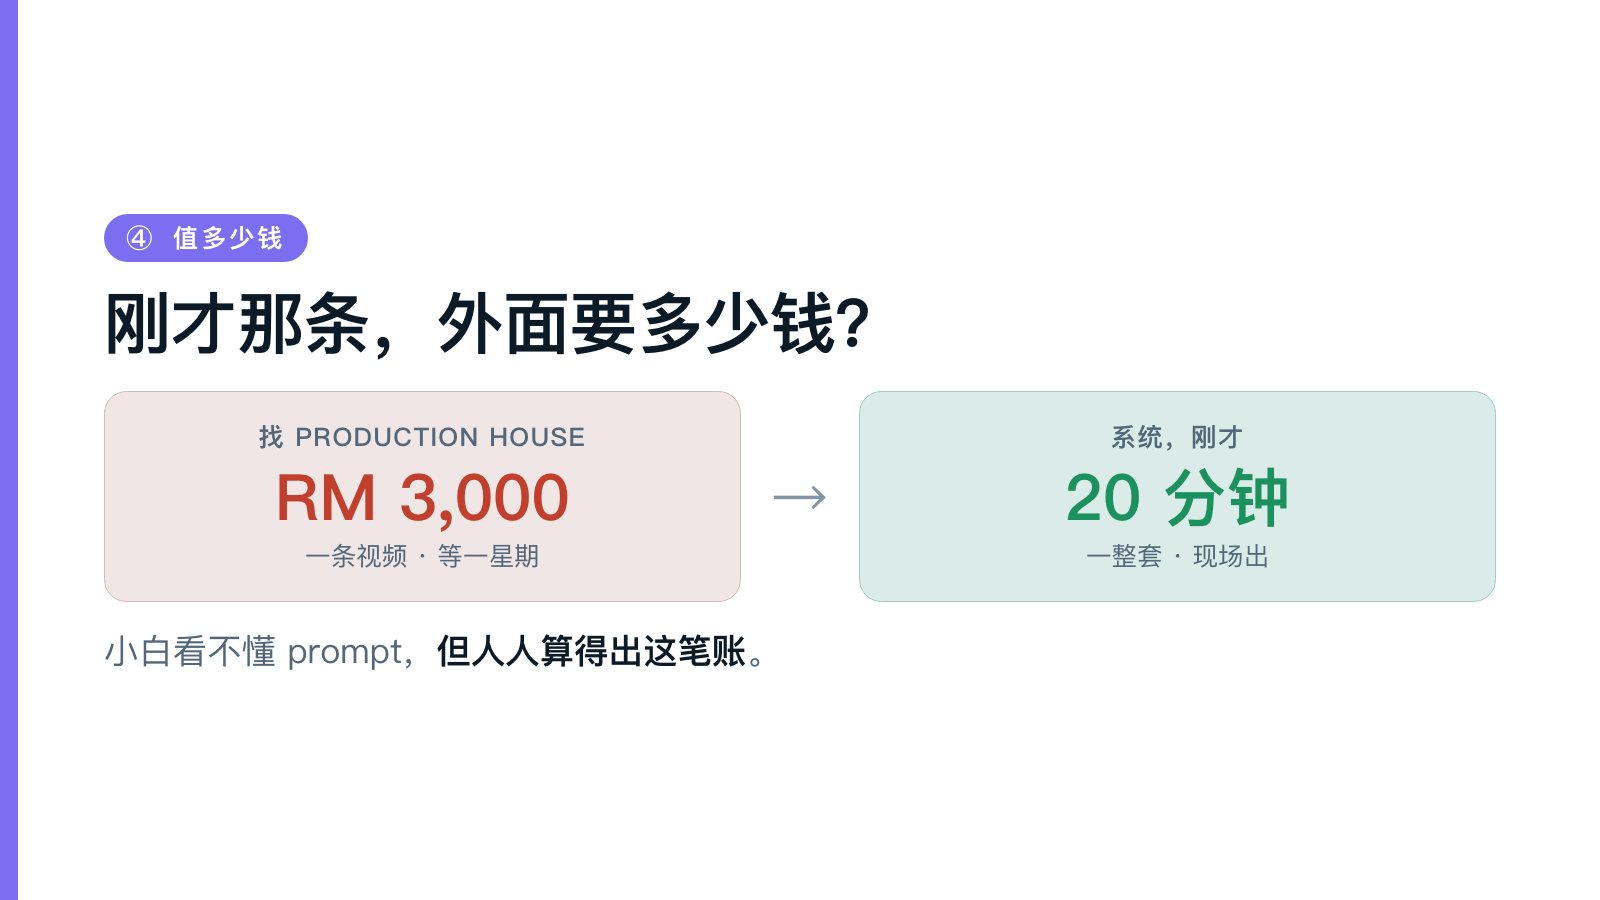 ④ 值多少钱
刚才那条，外面要多少钱？
找 PRODUCTION HOUSE
RM 3,000
一条视频 · 等一星期
→
系统，刚才
20 分钟
一整套 · 现场出
小白看不懂 prompt，但人人算得出这笔账。